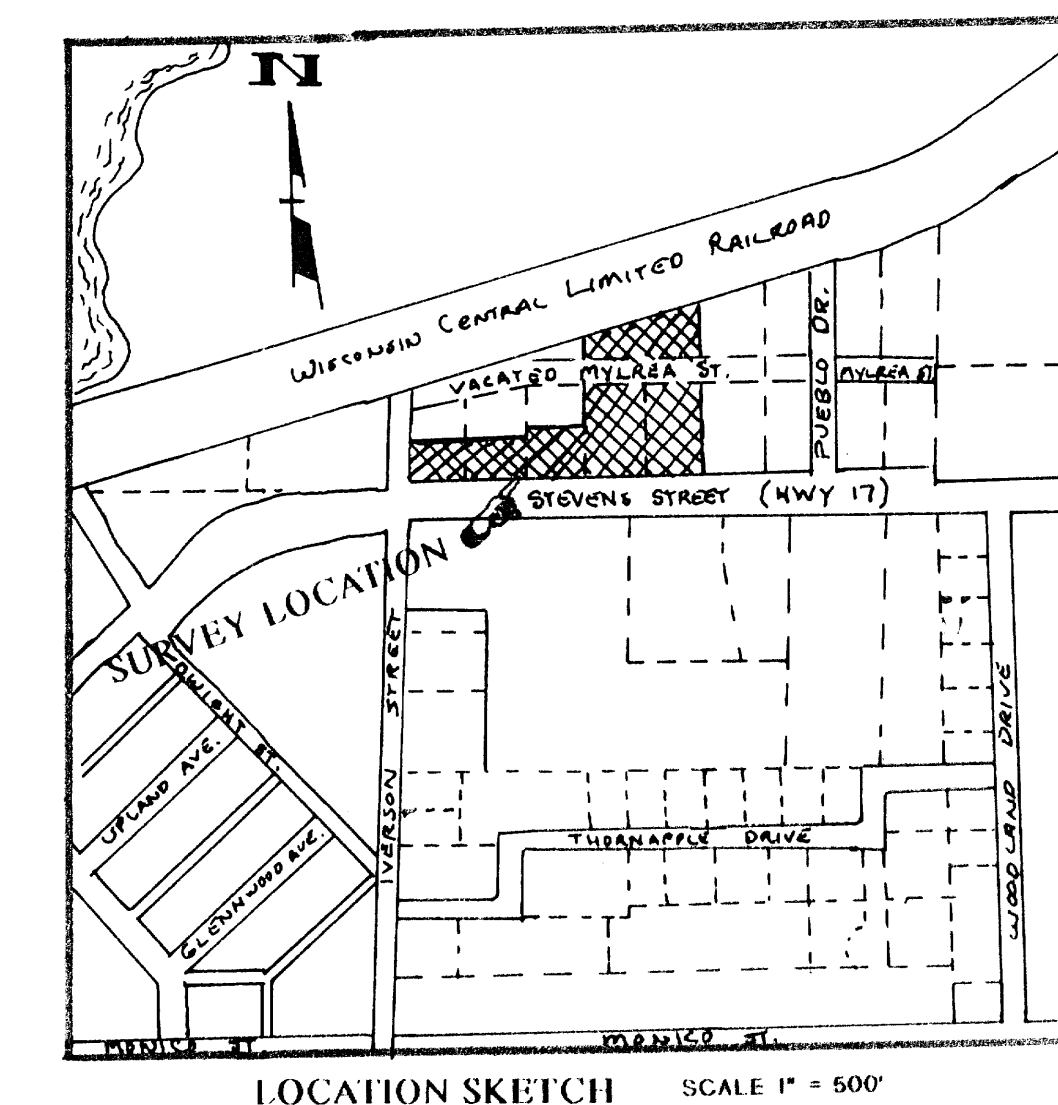 N
WISCONSIN CENTRAL LIMITED RAILROAD
VACATED MYLREA ST.
PUEBLO DR.
MYLREA ST
STEVENS STREET (HWY 17)
SURVEY LOCATION
DWIGHT ST.
UPLAND AVE.
GLENNWOOD AVE.
IVERSON STREET
THORNAPPLE DRIVE
WOODLAND DRIVE
MONICO ST.
MONICO ST.
LOCATION SKETCH
SCALE 1" = 500'